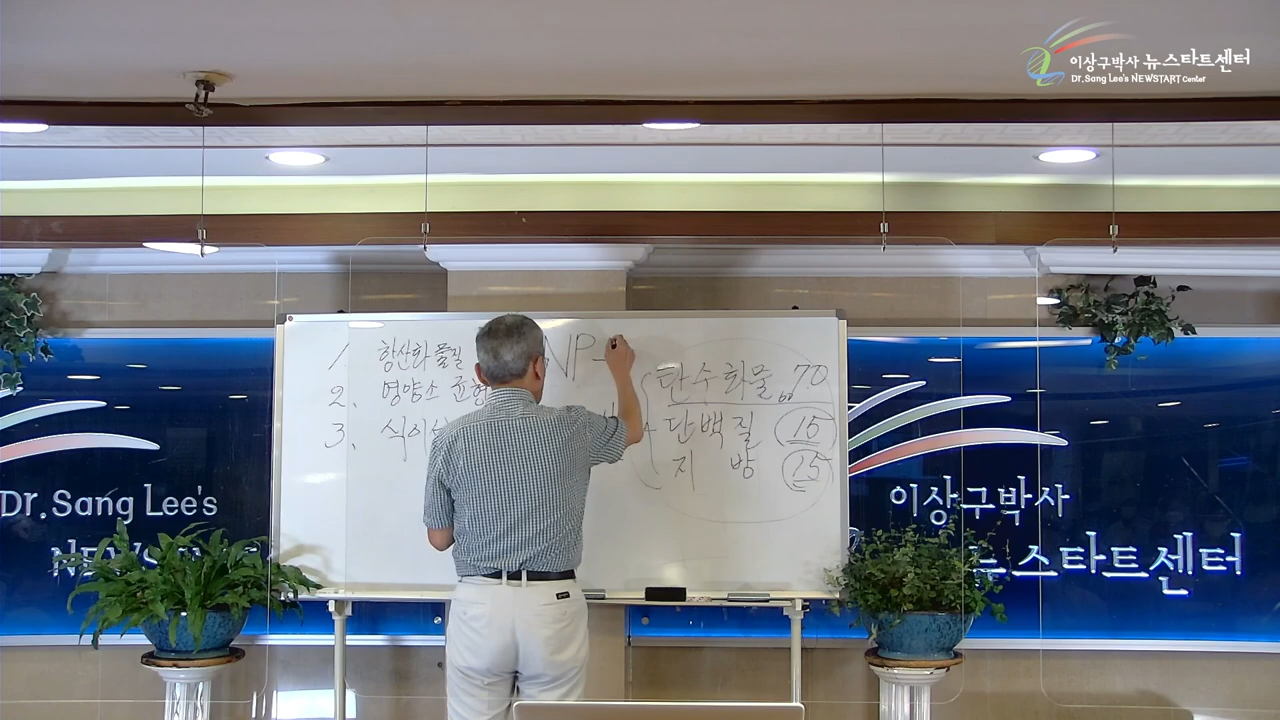 이상구박사 뉴스타트센터
Dr. Sang Lee's NEWSTART Center
1 항산화 물질
2. 영양소 균형
3. 식이
NP-
탄수화물 60 70
단백질 15
지 방 25
Dr. Sang Lee's
이상구박사
뉴스타트센터